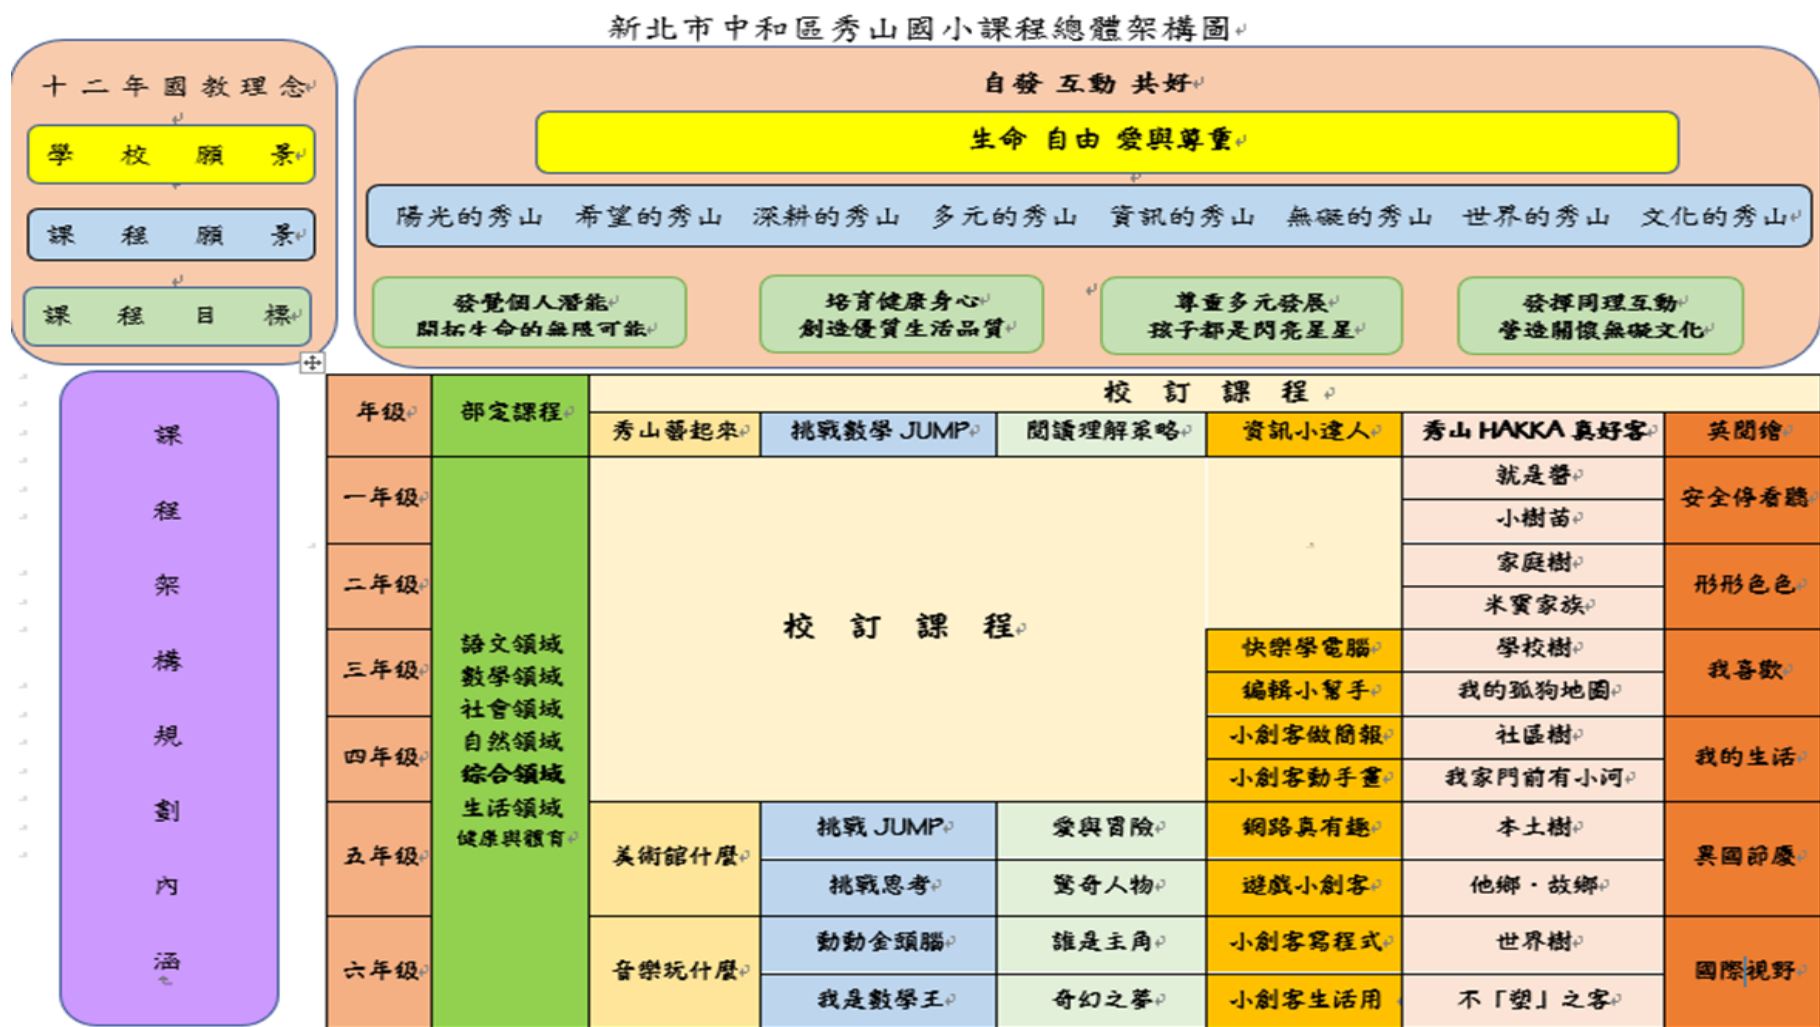 新北市中和區秀山國小課程總體架構圖
十二年國教理念
學校願景
課程願景
課程目標
自發 互動 共好
生命 自由 愛與尊重
陽光的秀山 希望的秀山 深耕的秀山 多元的秀山 資訊的秀山 無礙的秀山 世界的秀山 文化的秀山
發覺個人潛能
開拓生命的無限可能
培育健康身心
創造優質生活品質
尊重多元發展
孩子都是閃亮星星
發揮同理互動
營造關懷無礙文化
課程架構規劃內涵
年级 部定課程 校訂課程
秀山藝起來 挑戰數學 JUMP 閱讀理解策略 資訊小達人 秀山 HAKKA 真好客 英閱繪
一年级 就是醬 安全停看聽
小樹苗
二年级 家庭樹 形形色色
米寶家族
校訂課程
語文領域
數學領域
社會領域
自然領域
綜合領域
生活領域
健康與體育
三年级 快樂學電腦 學校樹 我喜歡
編輯小幫手 我的孤狗地圖
四年级 小創客做簡報 社區樹 我的生活
小創客動手畫 我家門前有小河
五年级 美術館什麼 挑戰 JUMP 愛與冒險 網路真有趣 本土樹 異國節慶
挑戰思考 驚奇人物 遊戲小創客 他鄉‧故鄉
六年级 音樂玩什麼 動動金頭腦 誰是主角 小創客寫程式 世界樹 國際視野
我是數學王 奇幻之夢 小創客生活用 不「塑」之客